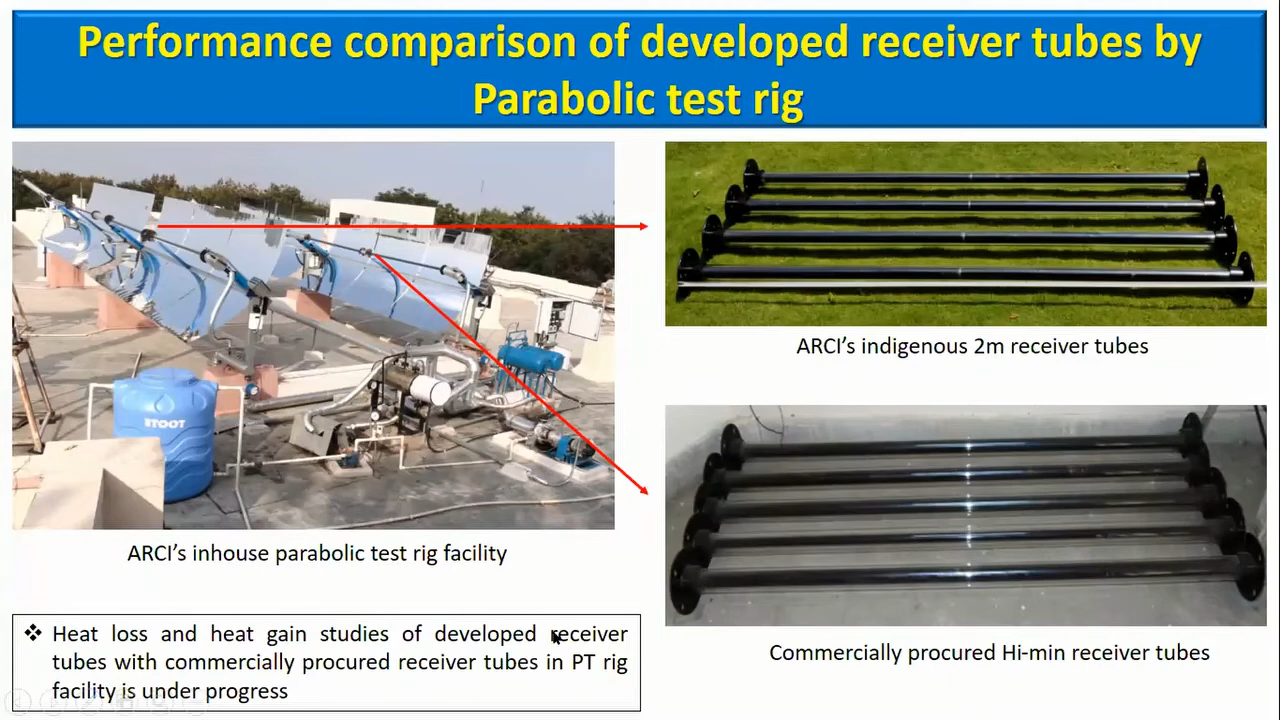 Performance comparison of developed receiver tubes by
Parabolic test rig
ARCI's indigenous 2m receiver tubes
ARCI's inhouse parabolic test rig facility
Commercially procured Hi-min receiver tubes
❖ Heat loss and heat gain studies of developed receiver
tubes with commercially procured receiver tubes in PT rig
facility is under progress